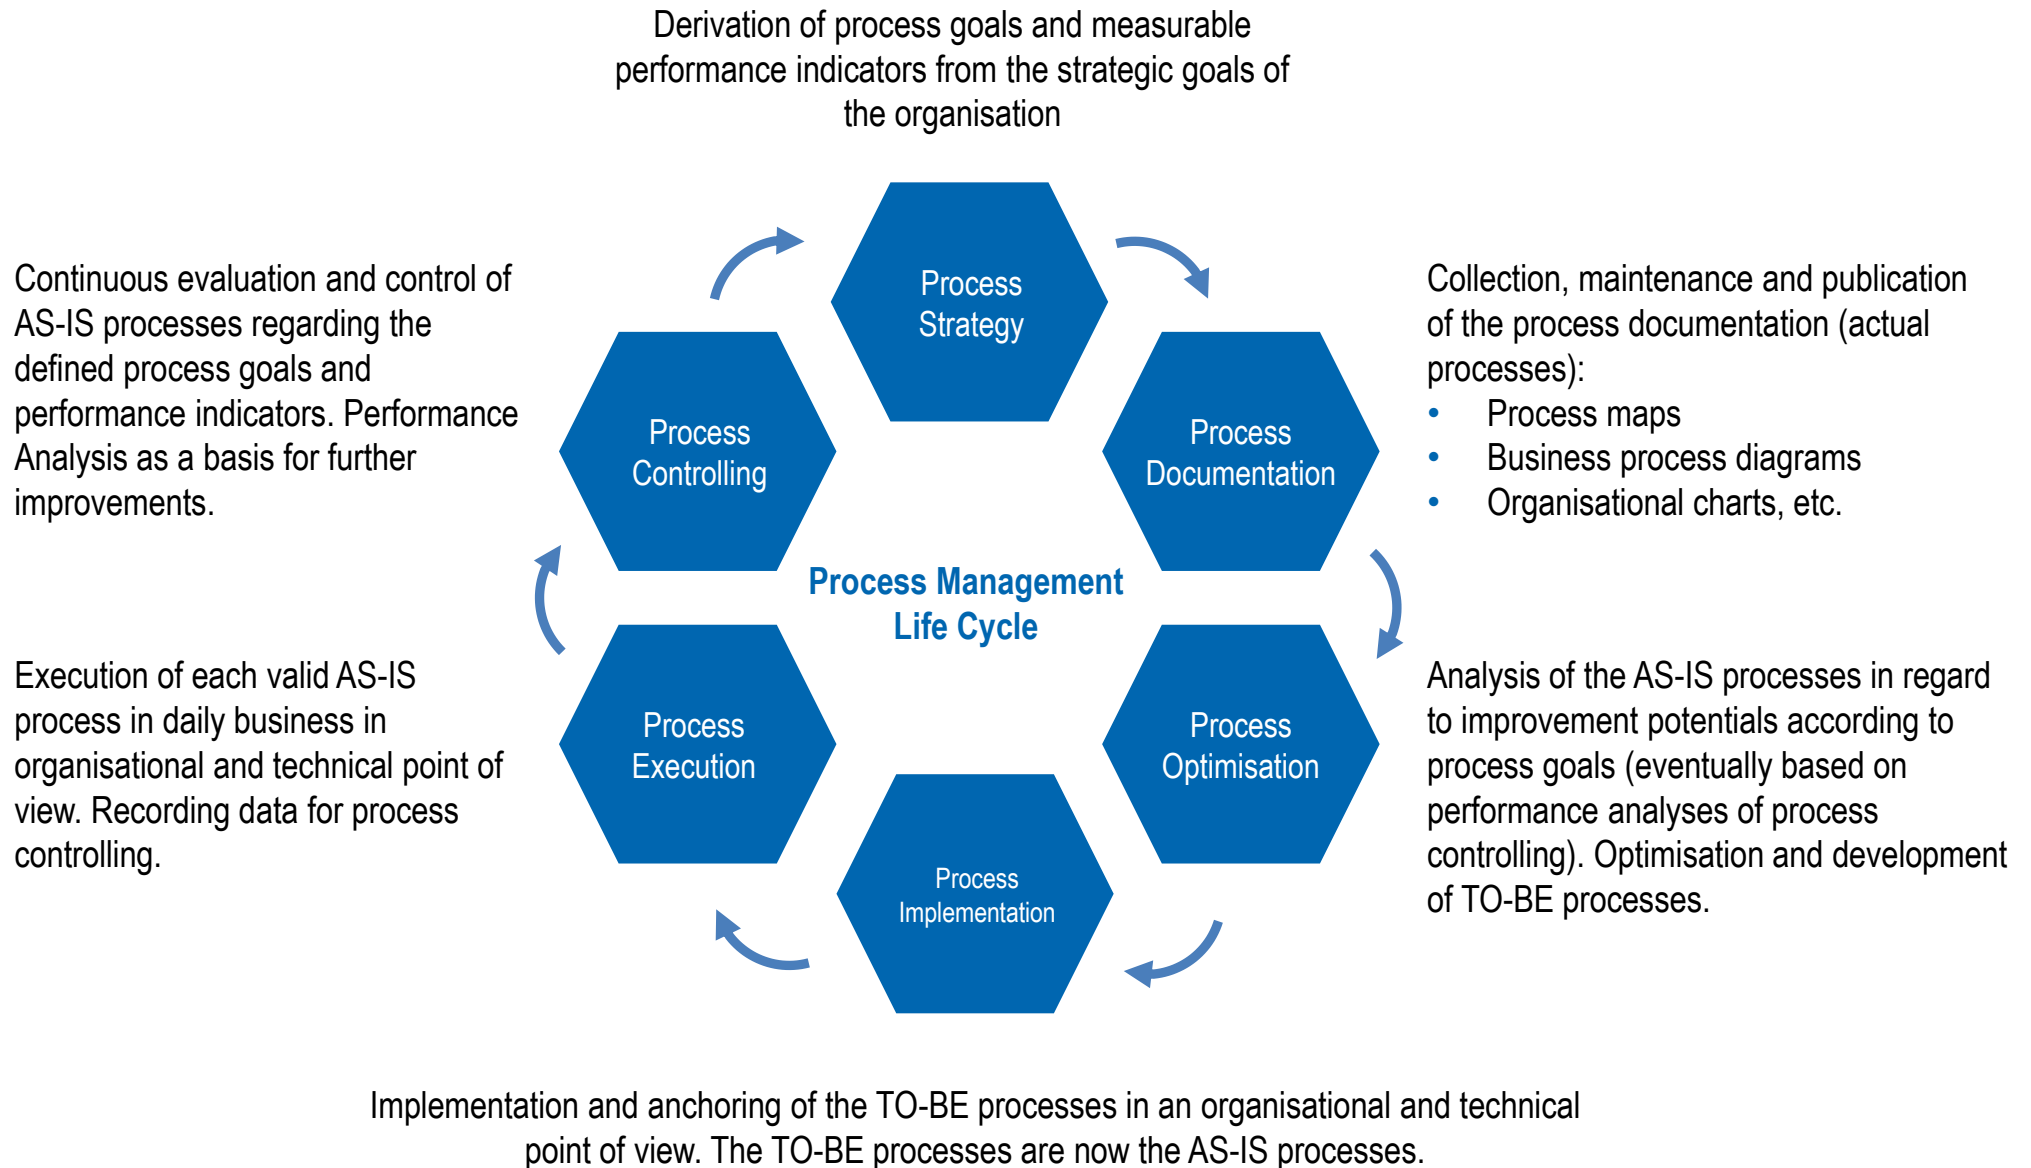 Derivation of process goals and measurable
performance indicators from the strategic goals of
the organisation
Process
Strategy
Continuous evaluation and control of
AS-IS processes regarding the
defined process goals and
performance indicators. Performance
Analysis as a basis for further
improvements.
Process
Controlling
Process
Documentation
Collection, maintenance and publication
of the process documentation (actual
processes):
• Process maps
• Business process diagrams
• Organisational charts, etc.
Process Management
Life Cycle
Execution of each valid AS-IS
process in daily business in
organisational and technical point of
view. Recording data for process
controlling.
Process
Execution
Process
Optimisation
Analysis of the AS-IS processes in regard
to improvement potentials according to
process goals (eventually based on
performance analyses of process
controlling). Optimisation and development
of TO-BE processes.
Process
Implementation
Implementation and anchoring of the TO-BE processes in an organisational and technical
point of view. The TO-BE processes are now the AS-IS processes.